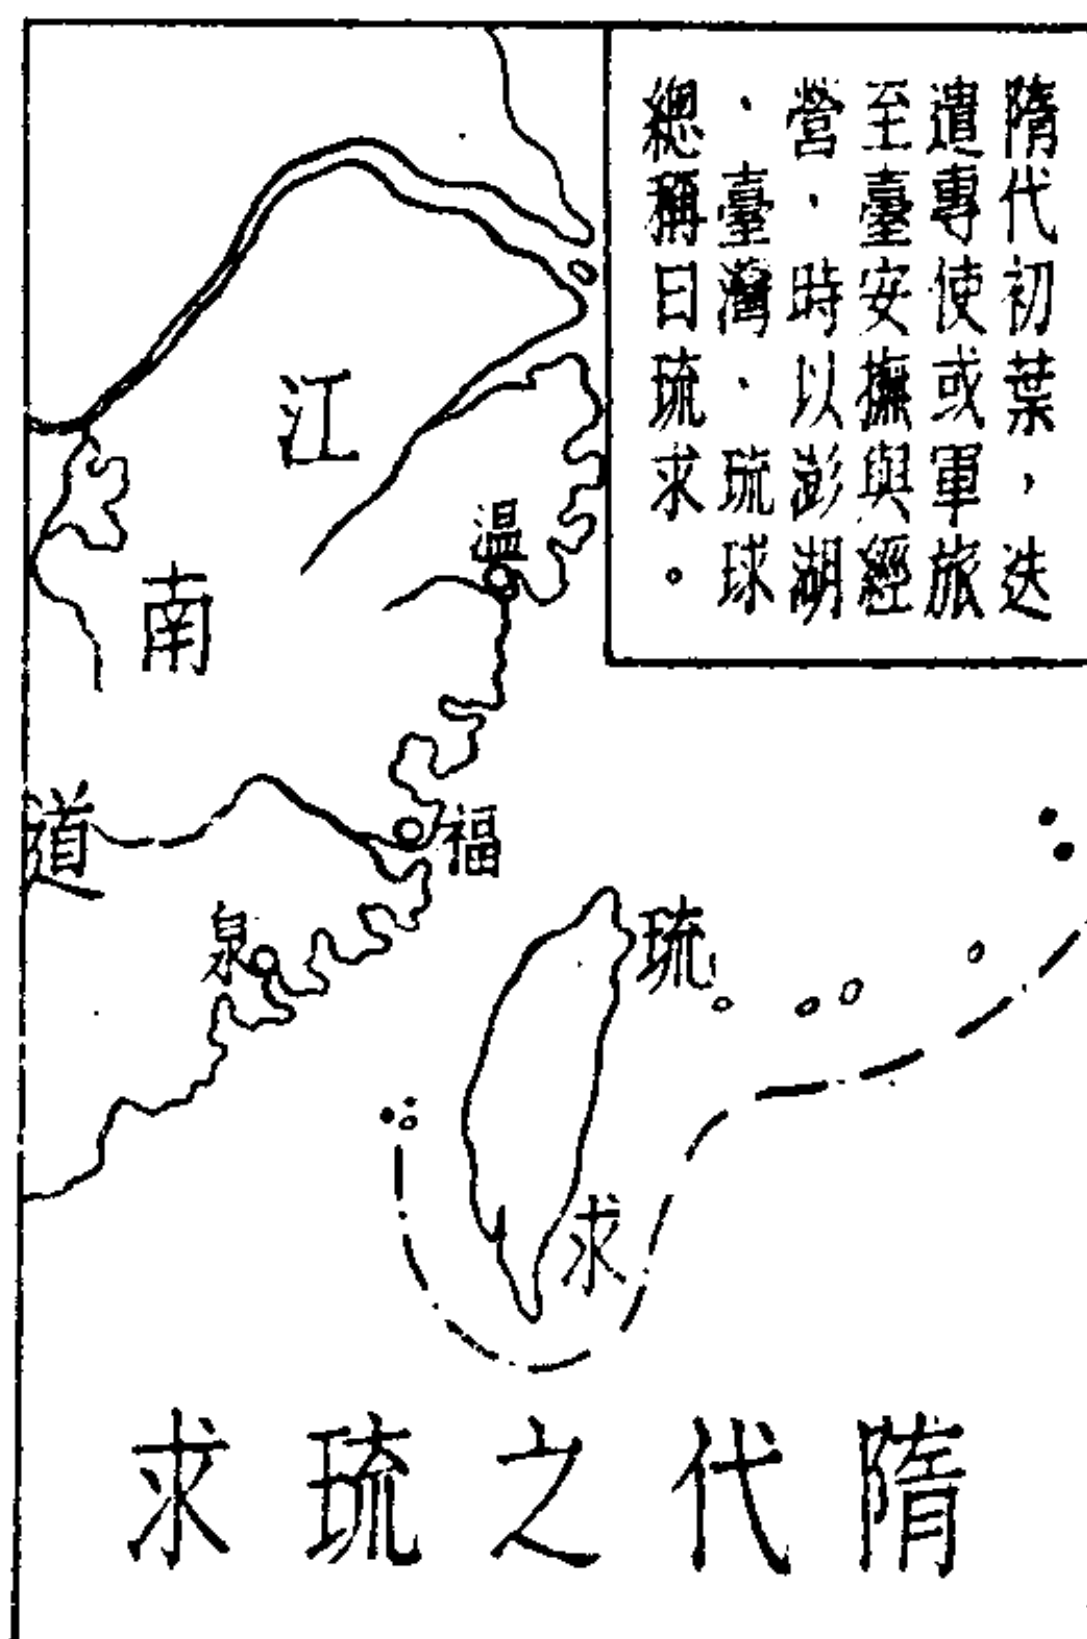 隋代初葉，迭
遣專使或軍旅
至臺安撫與經
營，時以澎湖
、臺灣、琉球
總稱曰琉求。
江
南
道
温
福
泉
琉
求
隋代之琉求